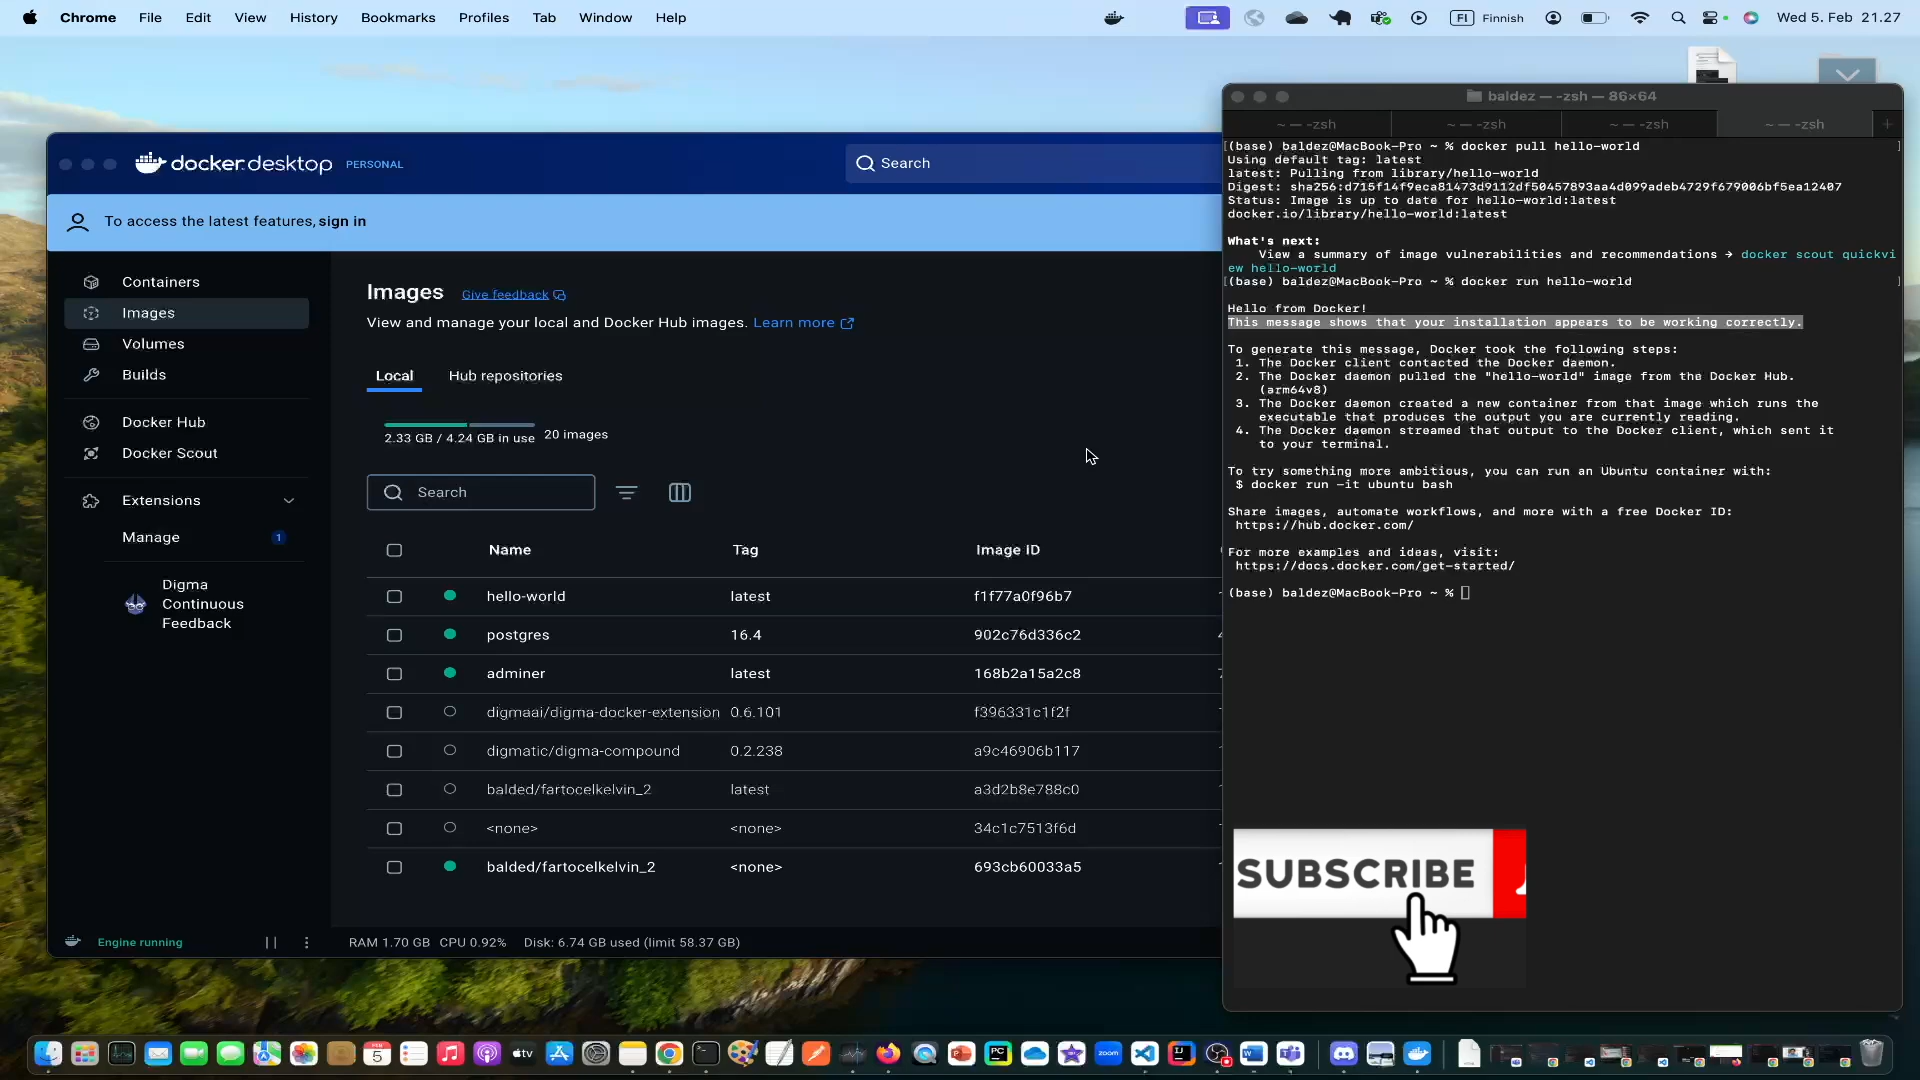 Chrome File Edit View History Bookmarks Profiles Tab Window Help
FI Finnish
Wed 5. Feb 21.27
docker desktop PERSONAL
Search
To access the latest features, sign in
Containers
Images
Volumes
Builds
Docker Hub
Docker Scout
Extensions
Manage 1
Digma
Continuous
Feedback
Images Give feedback
View and manage your local and Docker Hub images. Learn more
Local Hub repositories
2.33 GB / 4.24 GB in use 20 images
Search
Name Tag Image ID
hello-world latest f1f77a0f96b7
postgres 16.4 902c76d336c2
adminer latest 168b2a15a2c8
digmaai/digma-docker-extension 0.6.101 f396331c1f2f
digmatic/digma-compound 0.2.238 a9c46906b117
balded/fartocelkelvin_2 latest a3d2b8e788c0
<none> <none> 34c1c7513f6d
balded/fartocelkelvin_2 <none> 693cb60033a5
Engine running
RAM 1.70 GB CPU 0.92% Disk: 6.74 GB used (limit 58.37 GB)
baldez — -zsh — 86×64
~ — -zsh ~ — -zsh ~ — -zsh ~ — -zsh +
[(base) baldez@MacBook-Pro ~ % docker pull hello-world ]
Using default tag: latest
latest: Pulling from library/hello-world
Digest: sha256:d715f14f9eca81473d9112df50457893aa4d099adeb4729f679006bf5ea12407
Status: Image is up to date for hello-world:latest
docker.io/library/hello-world:latest
What's next:
View a summary of image vulnerabilities and recommendations → docker scout quickvi
ew hello-world
[(base) baldez@MacBook-Pro ~ % docker run hello-world ]
Hello from Docker!
This message shows that your installation appears to be working correctly.
To generate this message, Docker took the following steps:
1. The Docker client contacted the Docker daemon.
2. The Docker daemon pulled the "hello-world" image from the Docker Hub.
(arm64v8)
3. The Docker daemon created a new container from that image which runs the
executable that produces the output you are currently reading.
4. The Docker daemon streamed that output to the Docker client, which sent it
to your terminal.
To try something more ambitious, you can run an Ubuntu container with:
$ docker run -it ubuntu bash
Share images, automate workflows, and more with a free Docker ID:
https://hub.docker.com/
For more examples and ideas, visit:
https://docs.docker.com/get-started/
(base) baldez@MacBook-Pro ~ %
SUBSCRIBE
5
tv
PC
zoom